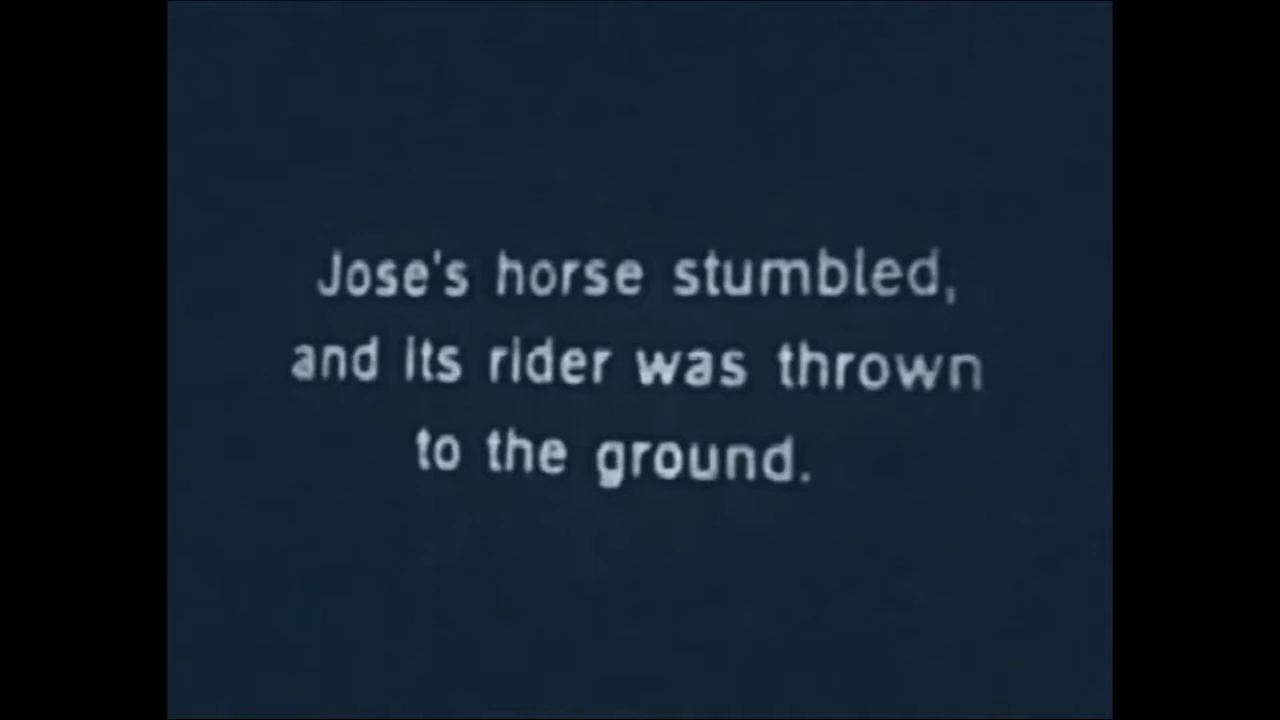 Jose's horse stumbled,
and its rider was thrown
to the ground.